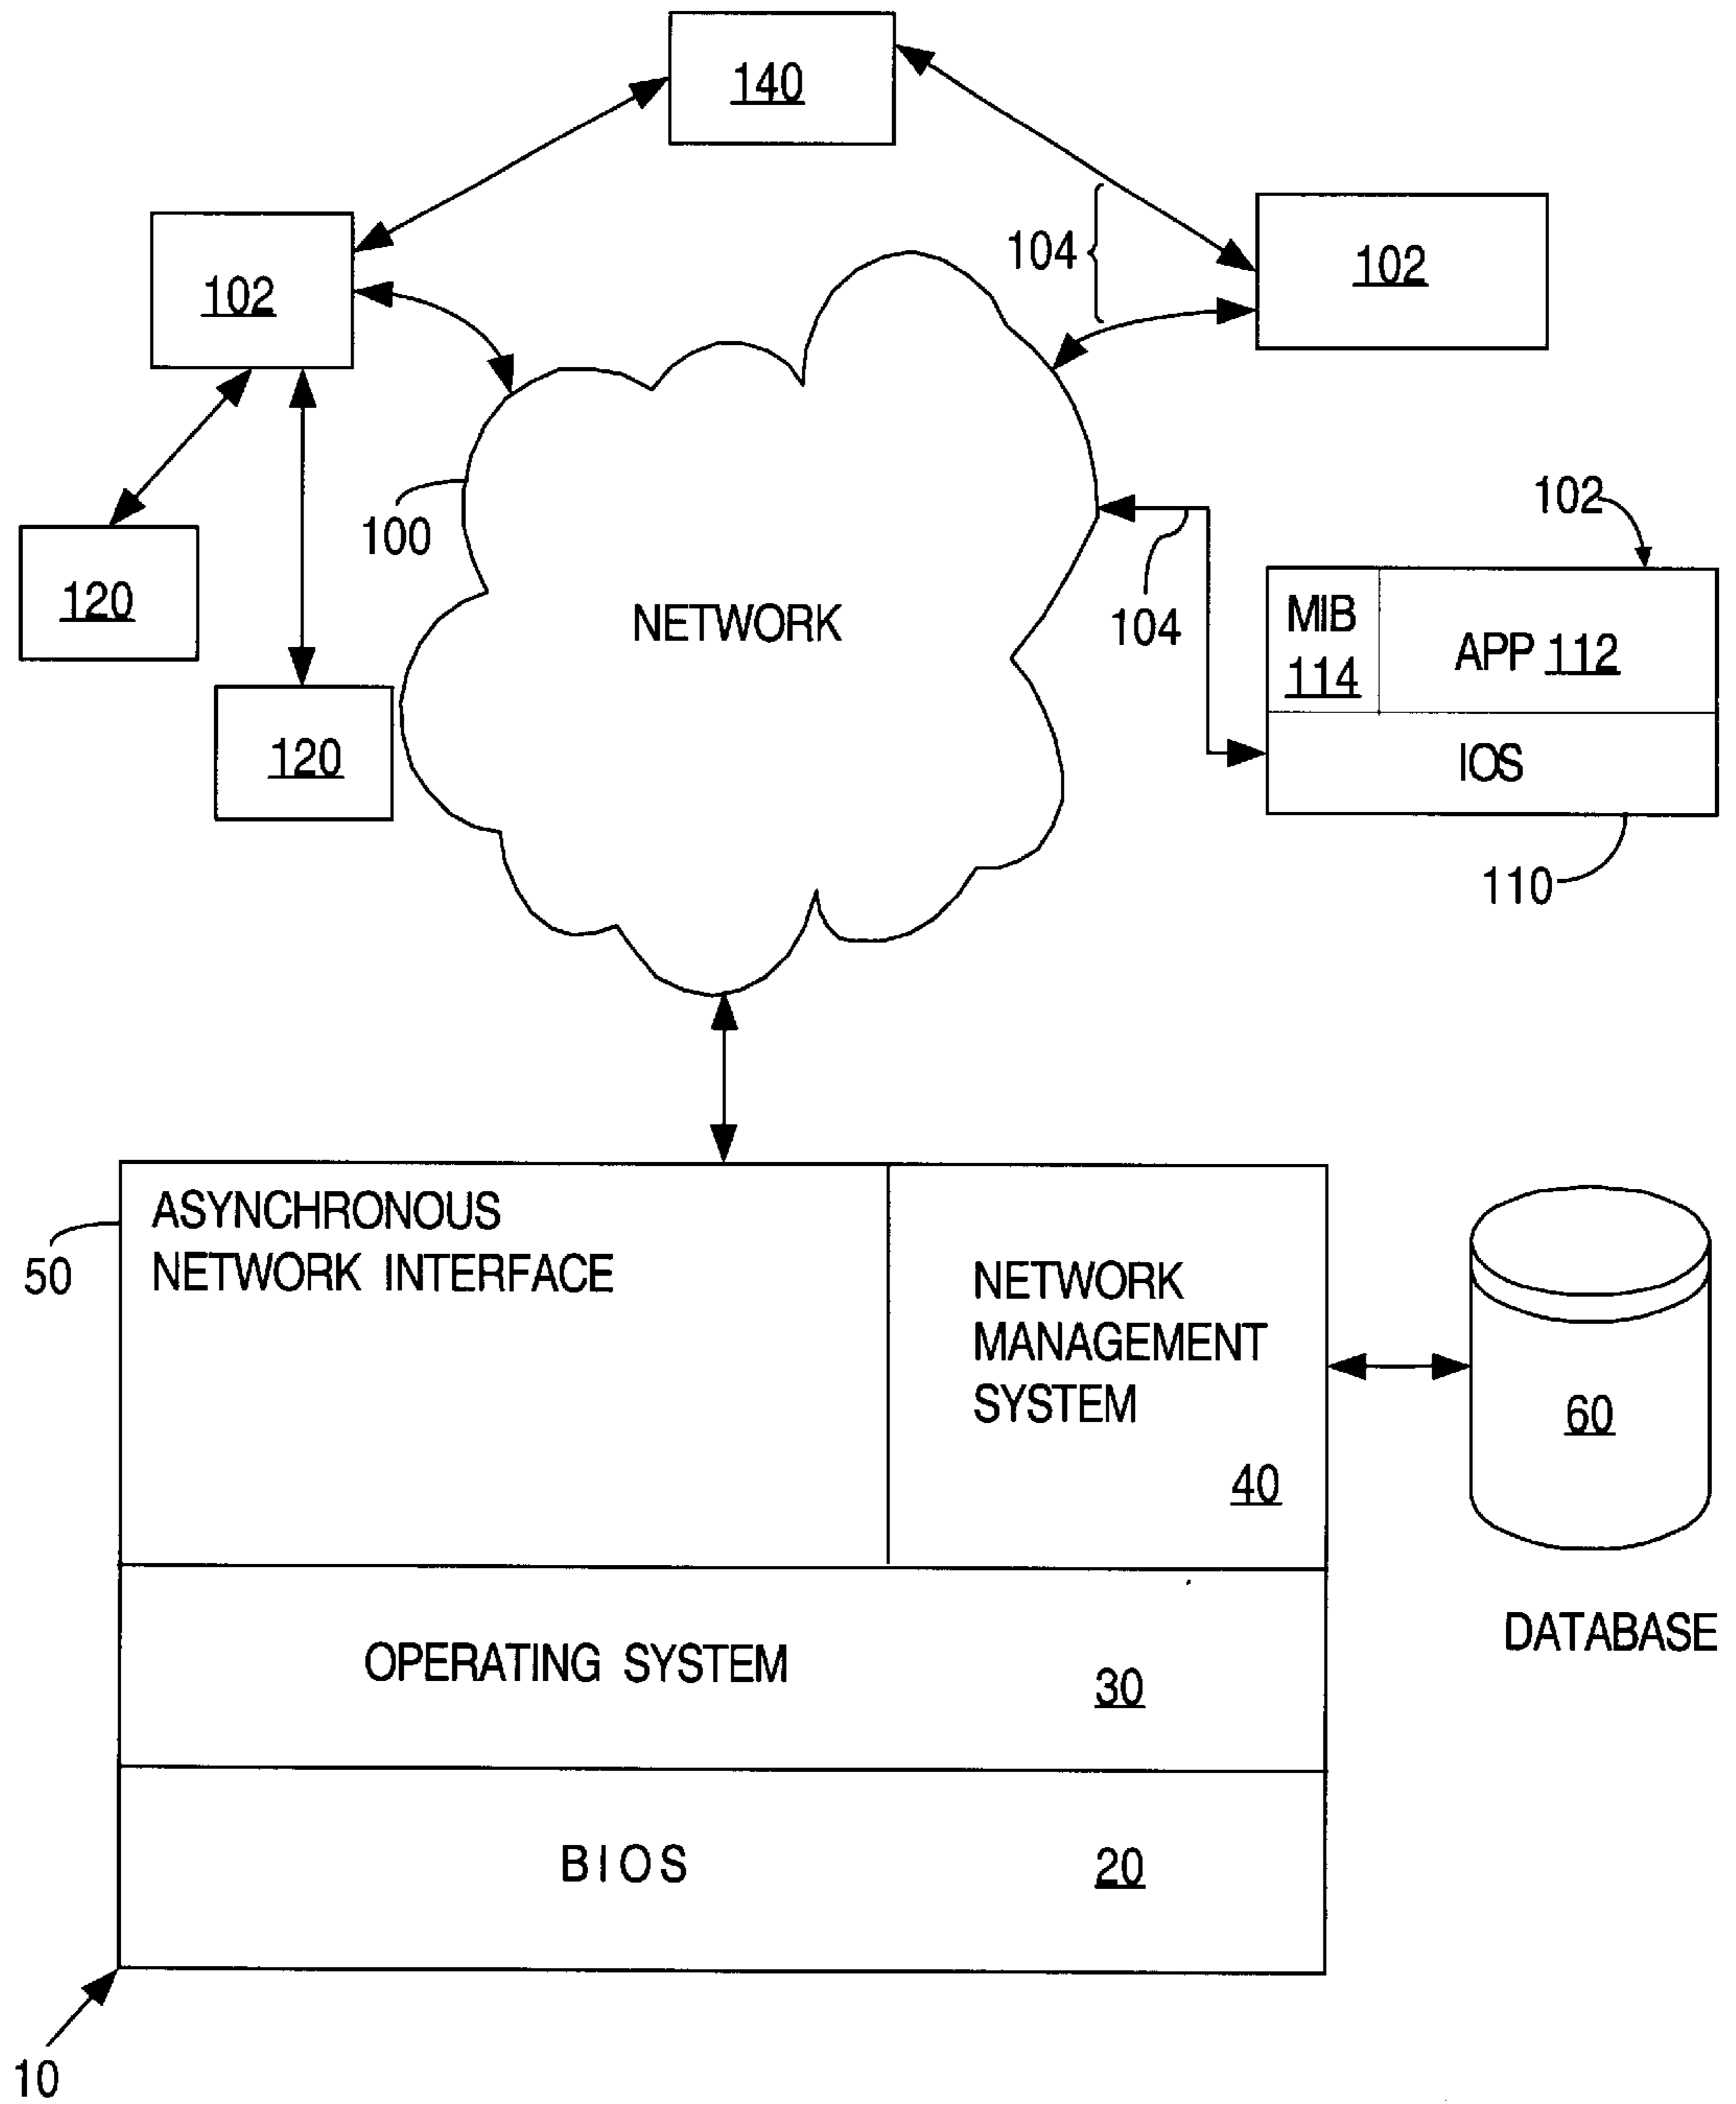 140
104
102
102
100
102
104
120
NETWORK
MIB
114
APP 112
120
IOS
110
50
ASYNCHRONOUS
NETWORK INTERFACE
NETWORK
MANAGEMENT
SYSTEM
40
60
DATABASE
OPERATING SYSTEM
30
BIOS
20
10